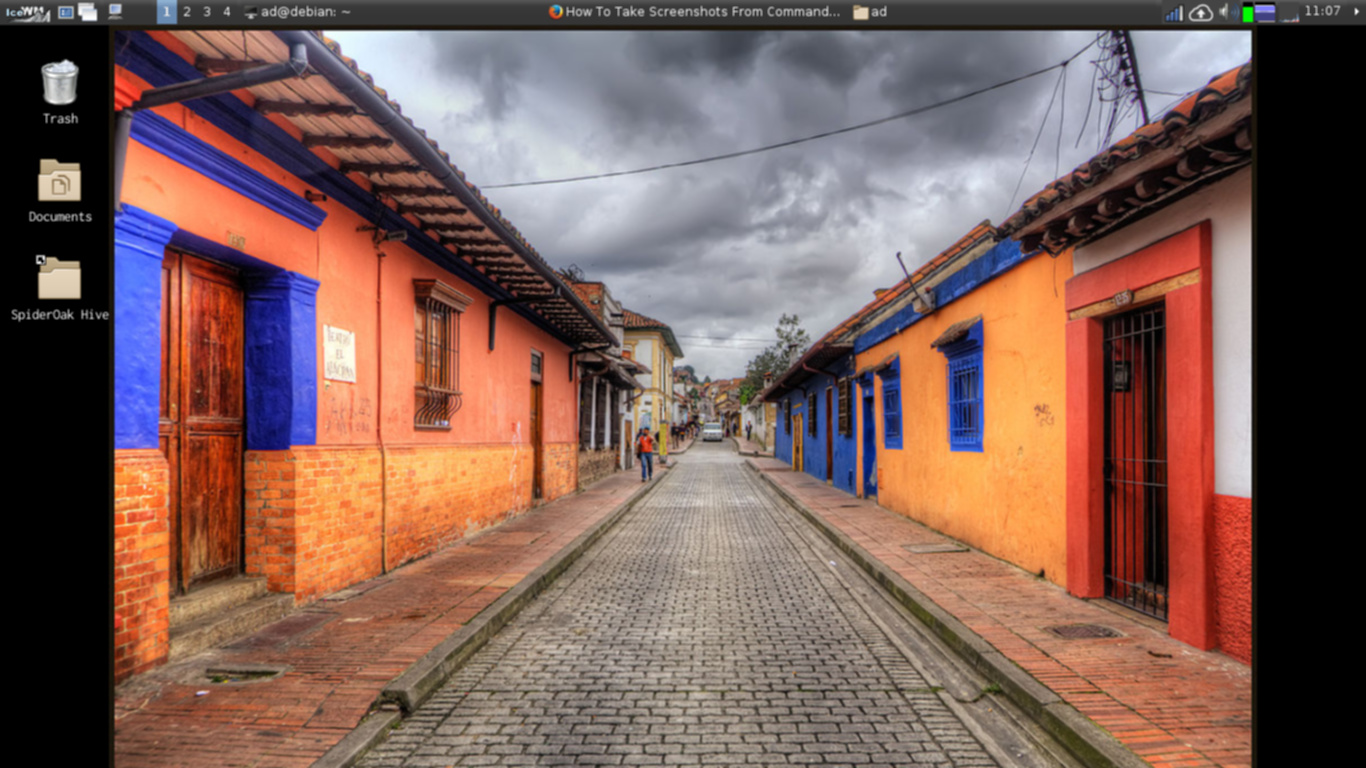 IceWM
1 2 3 4
ad@debian: ~
How To Take Screenshots From Command...
ad
11:07
Trash
Documents
SpiderOak Hive
EL